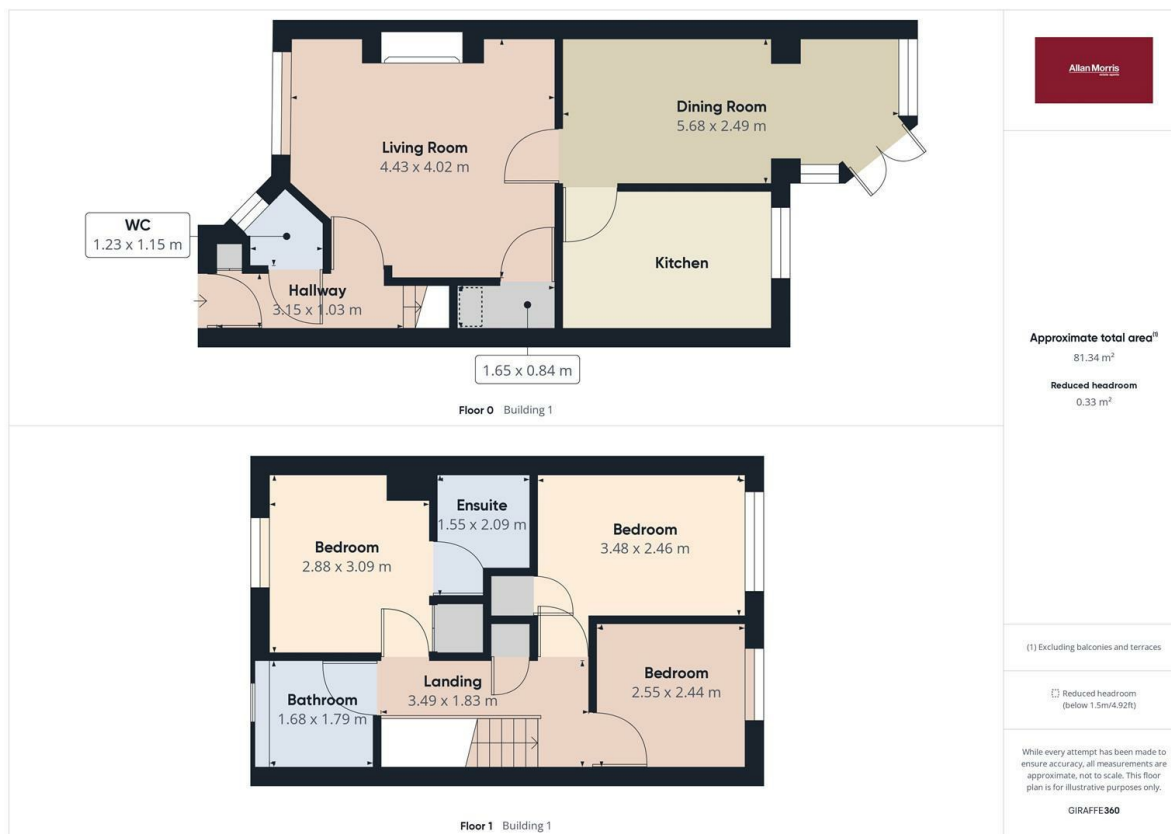 Dining Room
5.68 x 2.49 m
Living Room
4.43 x 4.02 m
WC
1.23 x 1.15 m
Kitchen
Hallway
3.15 x 1.03 m
1.65 x 0.84 m
Floor 0 Building 1
Ensuite
1.55 x 2.09 m
Bedroom
3.48 x 2.46 m
Bedroom
2.88 x 3.09 m
Bedroom
2.55 x 2.44 m
Landing
3.49 x 1.83 m
Bathroom
1.68 x 1.79 m
Floor 1 Building 1
Allan Morris
estate agents
Approximate total area(1)
81.34 m²
Reduced headroom
0.33 m²
(1) Excluding balconies and terraces
Reduced headroom
(below 1.5m/4.92ft)
While every attempt has been made to
ensure accuracy, all measurements are
approximate, not to scale. This floor
plan is for illustrative purposes only.
GIRAFFE360